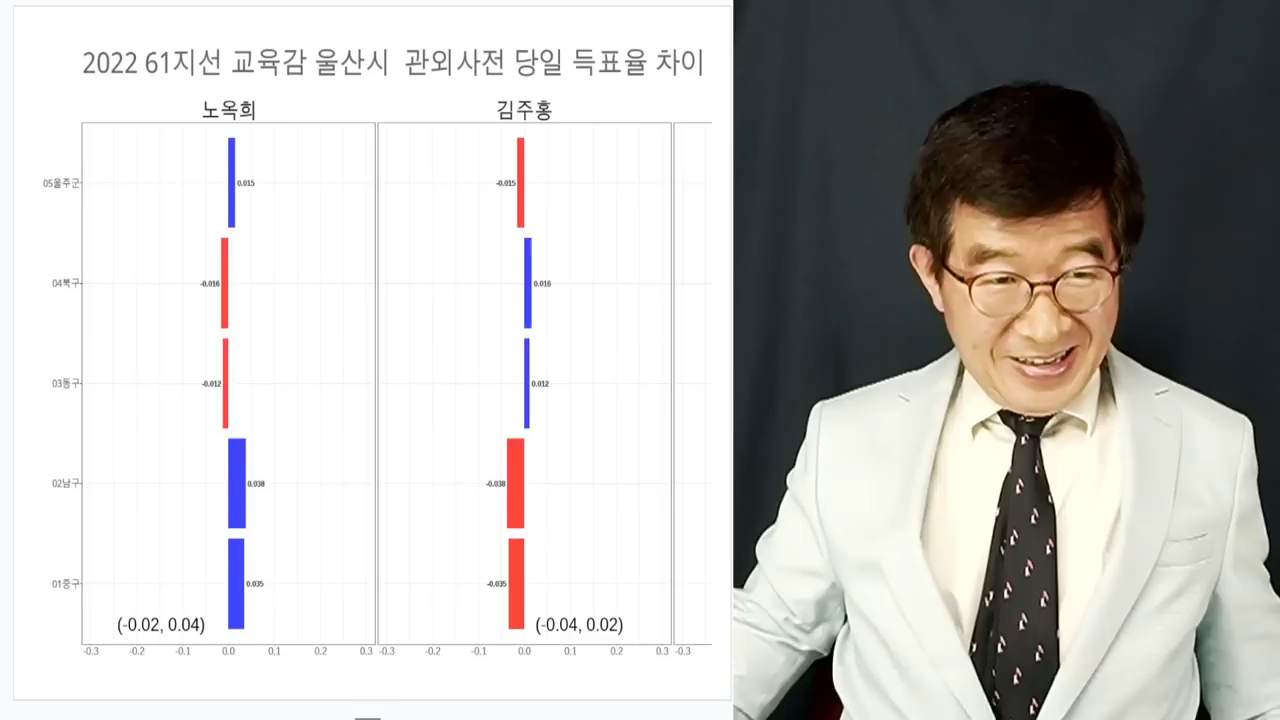 2022 61지선 교육감 울산시 관외사전 당일 득표율 차이
노옥희 김주홍
05울주군 0.015 -0.015
04북구 -0.016 0.016
03동구 -0.012 0.012
02남구 0.038 -0.038
01중구 0.035 -0.035
(-0.02, 0.04) (-0.04, 0.02)
-0.3 -0.2 -0.1 0.0 0.1 0.2 0.3 -0.3 -0.2 -0.1 0.0 0.1 0.2 0.3 -0.3